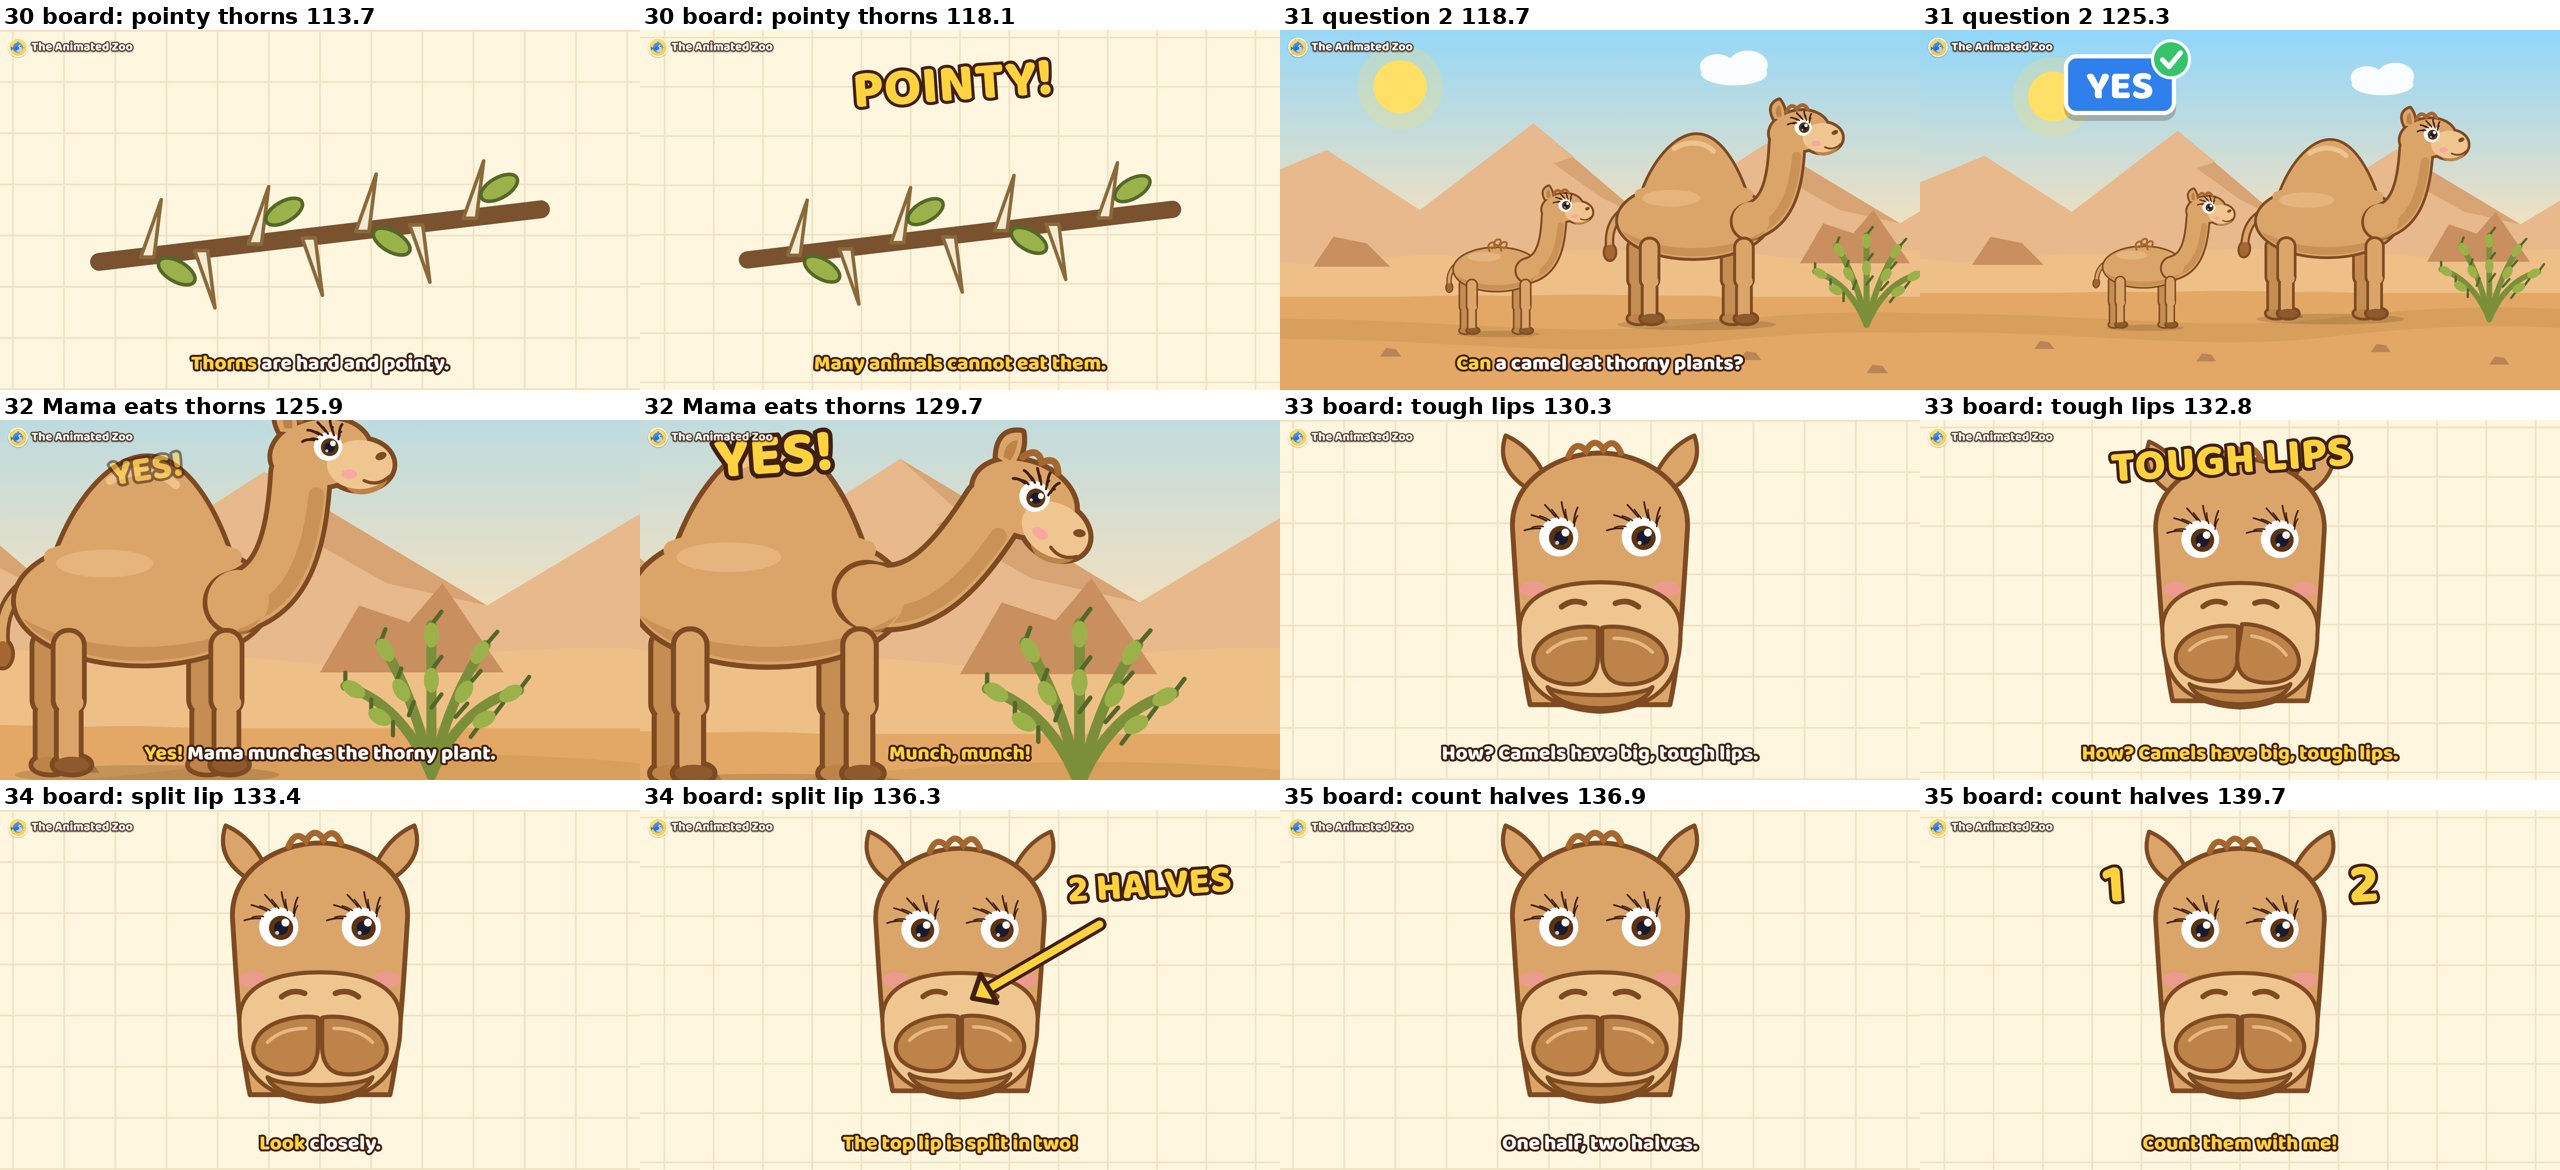 30 board: pointy thorns 113.7
The Animated Zoo
Thorns are hard and pointy.
30 board: pointy thorns 118.1
The Animated Zoo
POINTY!
Many animals cannot eat them.
31 question 2 118.7
The Animated Zoo
Can a camel eat thorny plants?
31 question 2 125.3
The Animated Zoo
YES
32 Mama eats thorns 125.9
The Animated Zoo
YES!
Yes! Mama munches the thorny plant.
32 Mama eats thorns 129.7
The Animated Zoo
YES!
Munch, munch!
33 board: tough lips 130.3
The Animated Zoo
How? Camels have big, tough lips.
33 board: tough lips 132.8
The Animated Zoo
TOUGH LIPS
How? Camels have big, tough lips.
34 board: split lip 133.4
The Animated Zoo
Look closely.
34 board: split lip 136.3
The Animated Zoo
2 HALVES
The top lip is split in two!
35 board: count halves 136.9
The Animated Zoo
One half, two halves.
35 board: count halves 139.7
The Animated Zoo
1 2
Count them with me!